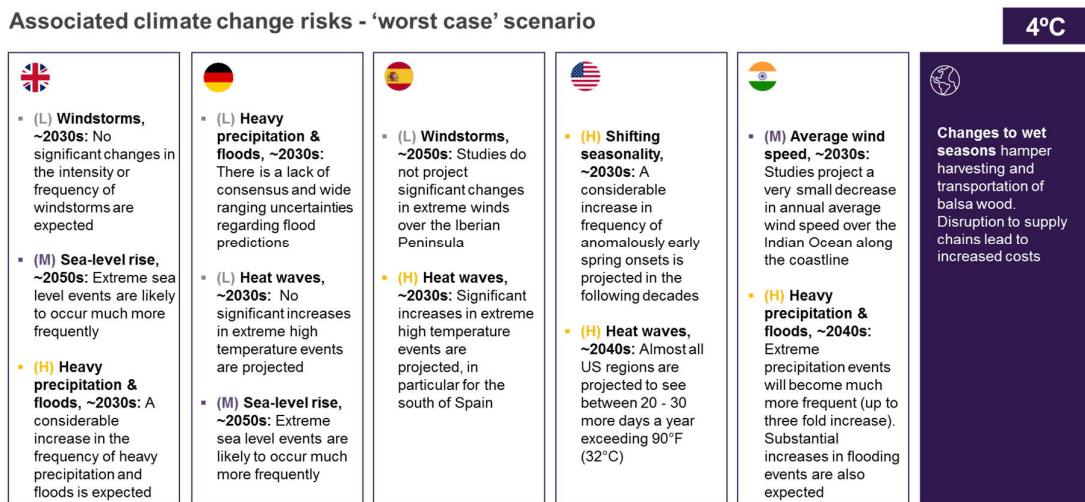 Associated climate change risks - ‘worst case’ scenario
4ºC
▪ (L) Windstorms,
~2030s: No
significant changes in
the intensity or
frequency of
windstorms are
expected
▪ (M) Sea-level rise,
~2050s: Extreme sea
level events are likely
to occur much more
frequently
▪ (H) Heavy
precipitation &
floods, ~2030s: A
considerable
increase in the
frequency of heavy
precipitation and
floods is expected
▪ (L) Heavy
precipitation &
floods, ~2030s:
There is a lack of
consensus and wide
ranging uncertainties
regarding flood
predictions
▪ (L) Heat waves,
~2030s: No
significant increases
in extreme high
temperature events
are projected
▪ (M) Sea-level rise,
~2050s: Extreme
sea level events are
likely to occur much
more frequently
▪ (L) Windstorms,
~2050s: Studies do
not project
significant changes
in extreme winds
over the Iberian
Peninsula
▪ (H) Heat waves,
~2030s: Significant
increases in extreme
high temperature
events are
projected, in
particular for the
south of Spain
▪ (H) Shifting
seasonality,
~2030s: A
considerable
increase in
frequency of
anomalously early
spring onsets is
projected in the
following decades
▪ (H) Heat waves,
~2040s: Almost all
US regions are
projected to see
between 20 - 30
more days a year
exceeding 90°F
(32°C)
▪ (M) Average wind
speed, ~2030s:
Studies project a
very small decrease
in annual average
wind speed over the
Indian Ocean along
the coastline
▪ (H) Heavy
precipitation &
floods, ~2040s:
Extreme
precipitation events
will become much
more frequent (up to
three fold increase).
Substantial
increases in flooding
events are also
expected
Changes to wet
seasons hamper
harvesting and
transportation of
balsa wood.
Disruption to supply
chains lead to
increased costs